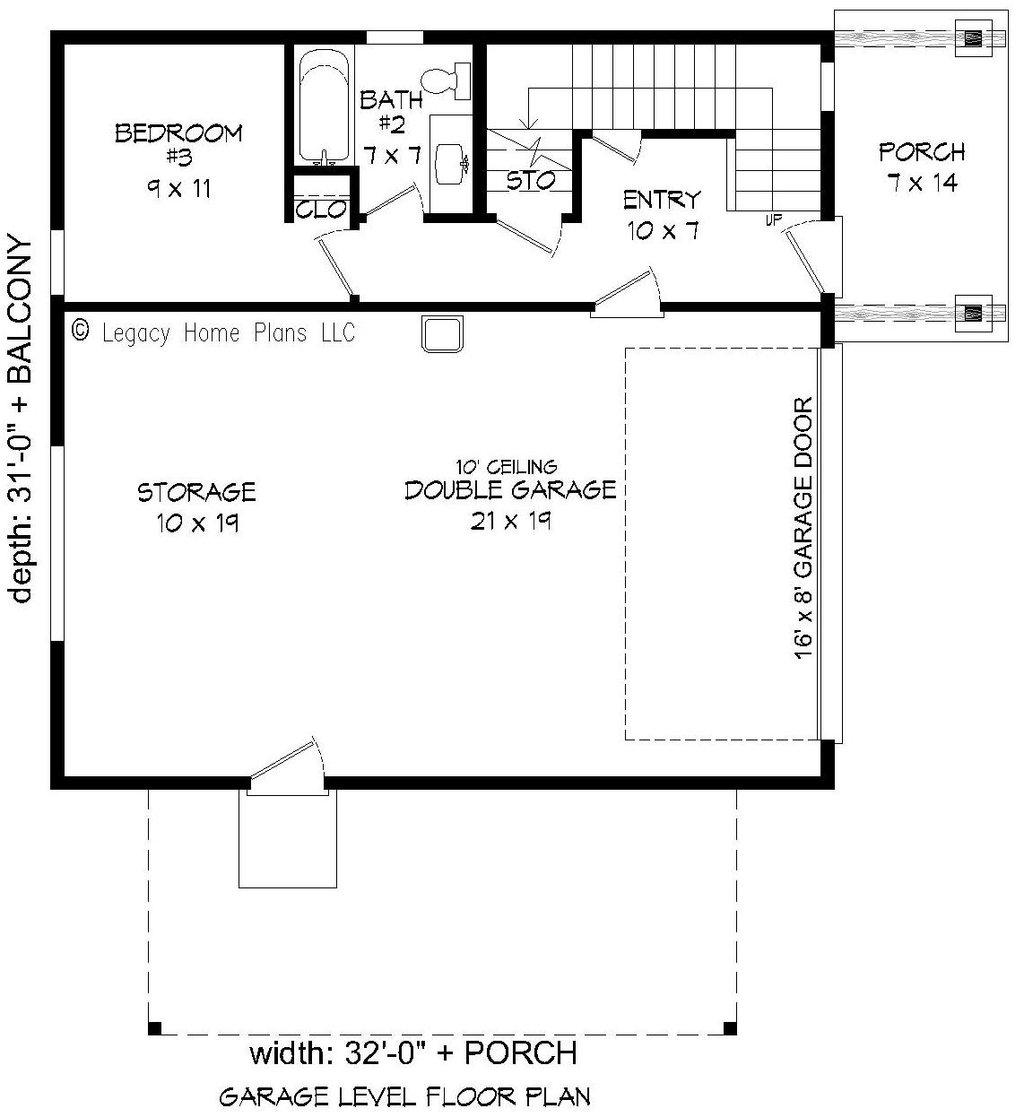 BEDROOM
#3
9 x 11
BATH
#2
7 x 7
CLO
STO
ENTRY
10 x 7
UP
PORCH
7 x 14
© Legacy Home Plans LLC
depth: 31'-0" + BALCONY
STORAGE
10 x 19
10' CEILING
DOUBLE GARAGE
21 x 19
16' x 8' GARAGE DOOR
width: 32'-0" + PORCH
GARAGE LEVEL FLOOR PLAN